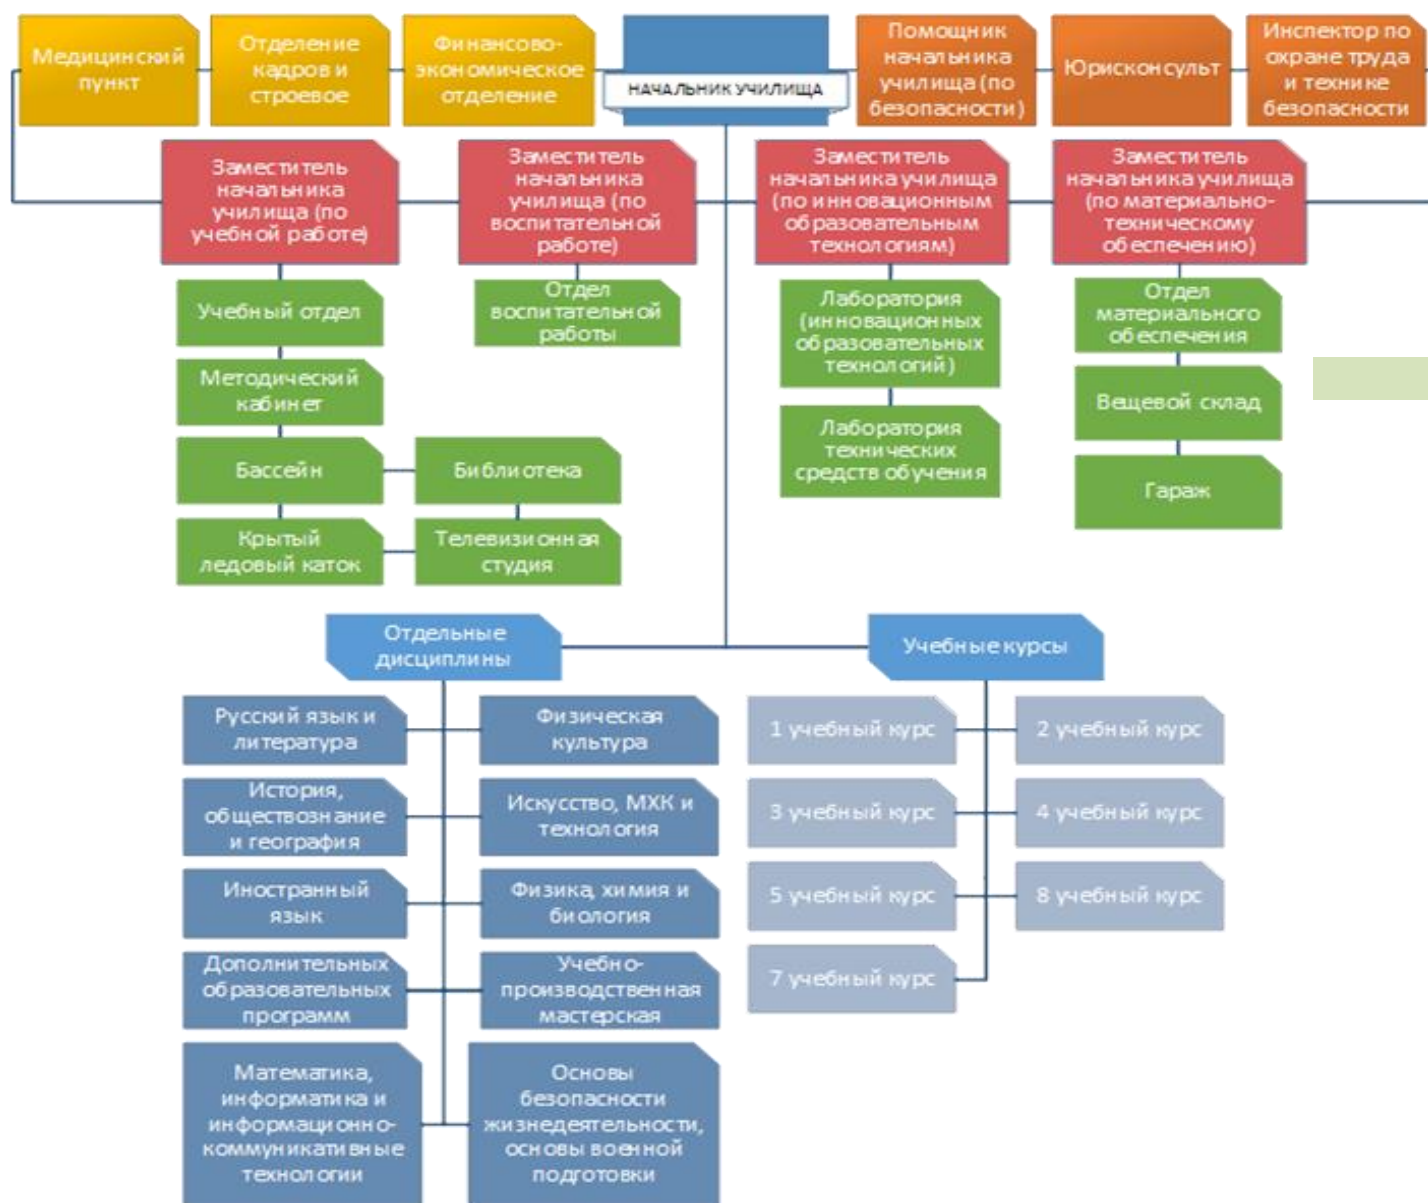 Медицинский
пункт
Отделение
кадров и
строевое
Финансово-
экономическое
отделение
НАЧАЛЬНИК УЧИЛИЩА
Помощник
начальника
училища (по
безопасности)
Юрисконсульт
Инспектор по
охране труда
и технике
безопасности
Заместитель
начальника
училища (по
учебной работе)
Заместитель
начальника
училища (по
воспитательной
работе)
Заместитель
начальника училища
(по инновационным
образовательным
технологиям)
Заместитель
начальника училища
(по материально-
техническому
обеспечению)
Учебный отдел
Методический
кабинет
Бассейн
Библиотека
Крытый
ледовый каток
Телевизионная
студия
Отдел
воспитательной
работы
Лаборатория
(инновационных
образовательных
технологий)
Лаборатория
технических
средств обучения
Отдел
материального
обеспечения
Вещевой склад
Гараж
Отдельные
дисциплины
Учебные курсы
Русский язык и
литература
Физическая
культура
История,
обществознание
и география
Искусство, МХК и
технология
Иностранный
язык
Физика, химия и
биология
Дополнительных
образовательных
программ
Учебно-
производственная
мастерская
Математика,
информатика и
информационно-
коммуникативные
технологии
Основы
безопасности
жизнедеятельности,
основы военной
подготовки
1 учебный курс
2 учебный курс
3 учебный курс
4 учебный курс
5 учебный курс
8 учебный курс
7 учебный курс